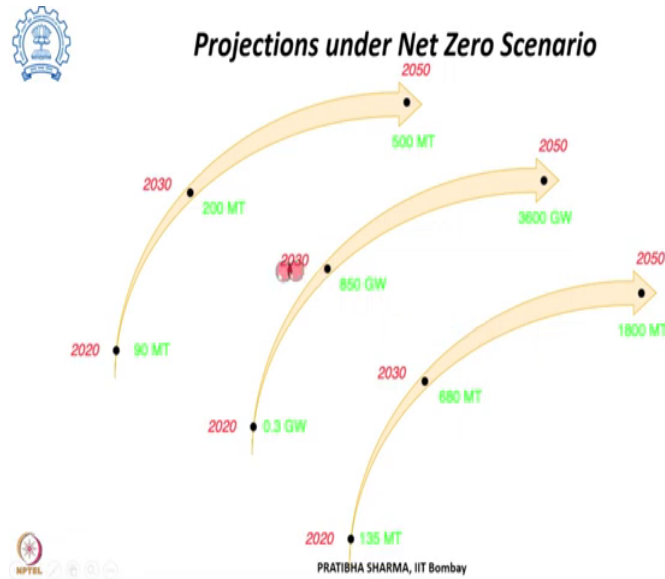 Projections under Net Zero Scenario
2050
500 MT
2030
200 MT
2020
90 MT
2050
3600 GW
2030
850 GW
2020
0.3 GW
2050
1800 MT
2030
680 MT
2020
135 MT
NPTEL
PRATIBHA SHARMA, IIT Bombay